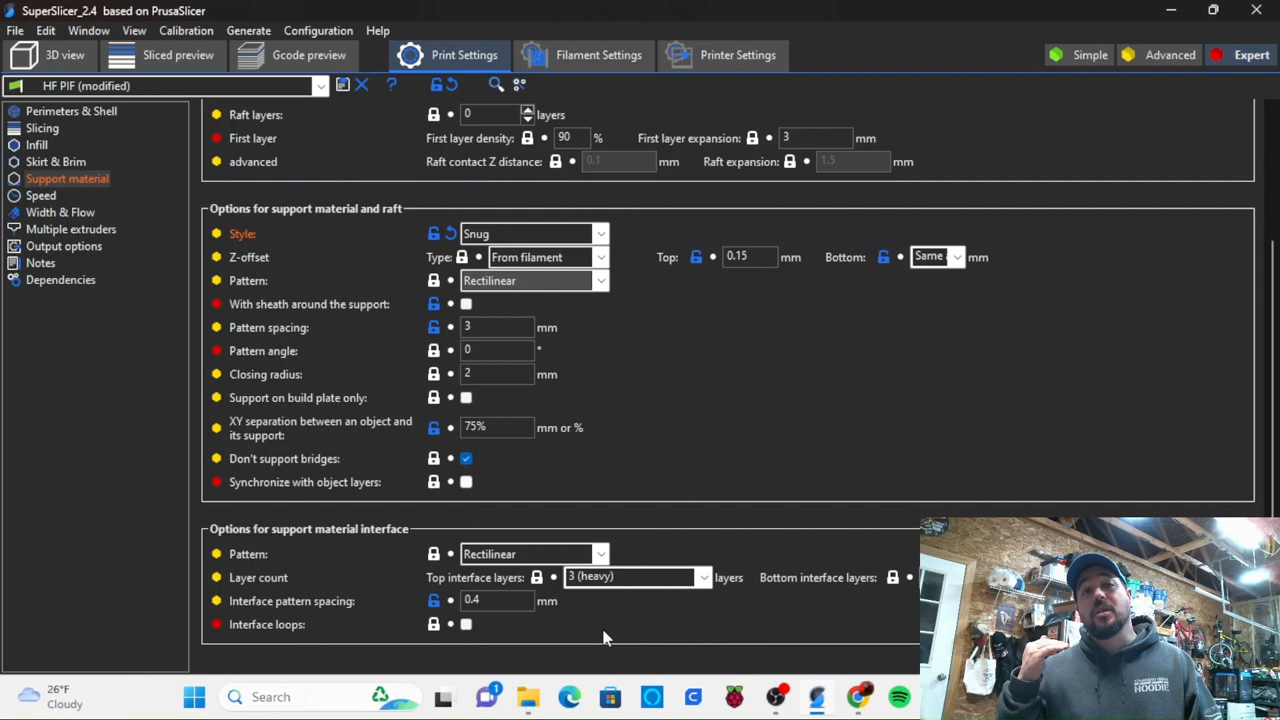 SuperSlicer_2.4 based on PrusaSlicer
File Edit Window View Calibration Generate Configuration Help
3D view Sliced preview Gcode preview Print Settings Filament Settings Printer Settings Simple Advanced Expert
HF PIF (modified)
Perimeters & Shell
Slicing
Infill
Skirt & Brim
Support material
Speed
Width & Flow
Multiple extruders
Output options
Notes
Dependencies
Raft layers: 0 layers
First layer First layer density: 90 % First layer expansion: 3 mm
advanced Raft contact Z distance: 0.1 mm Raft expansion: 1.5 mm
Options for support material and raft
Style: Snug
Z-offset Type: From filament Top: 0.15 mm Bottom: Same mm
Pattern: Rectilinear
With sheath around the support:
Pattern spacing: 3 mm
Pattern angle: 0 °
Closing radius: 2 mm
Support on build plate only:
XY separation between an object and
its support: 75% mm or %
Don't support bridges:
Synchronize with object layers:
Options for support material interface
Pattern: Rectilinear
Layer count Top interface layers: 3 (heavy) layers Bottom interface layers:
Interface pattern spacing: 0.4 mm
Interface loops:
HOODIE
26°F
Cloudy
Search
1